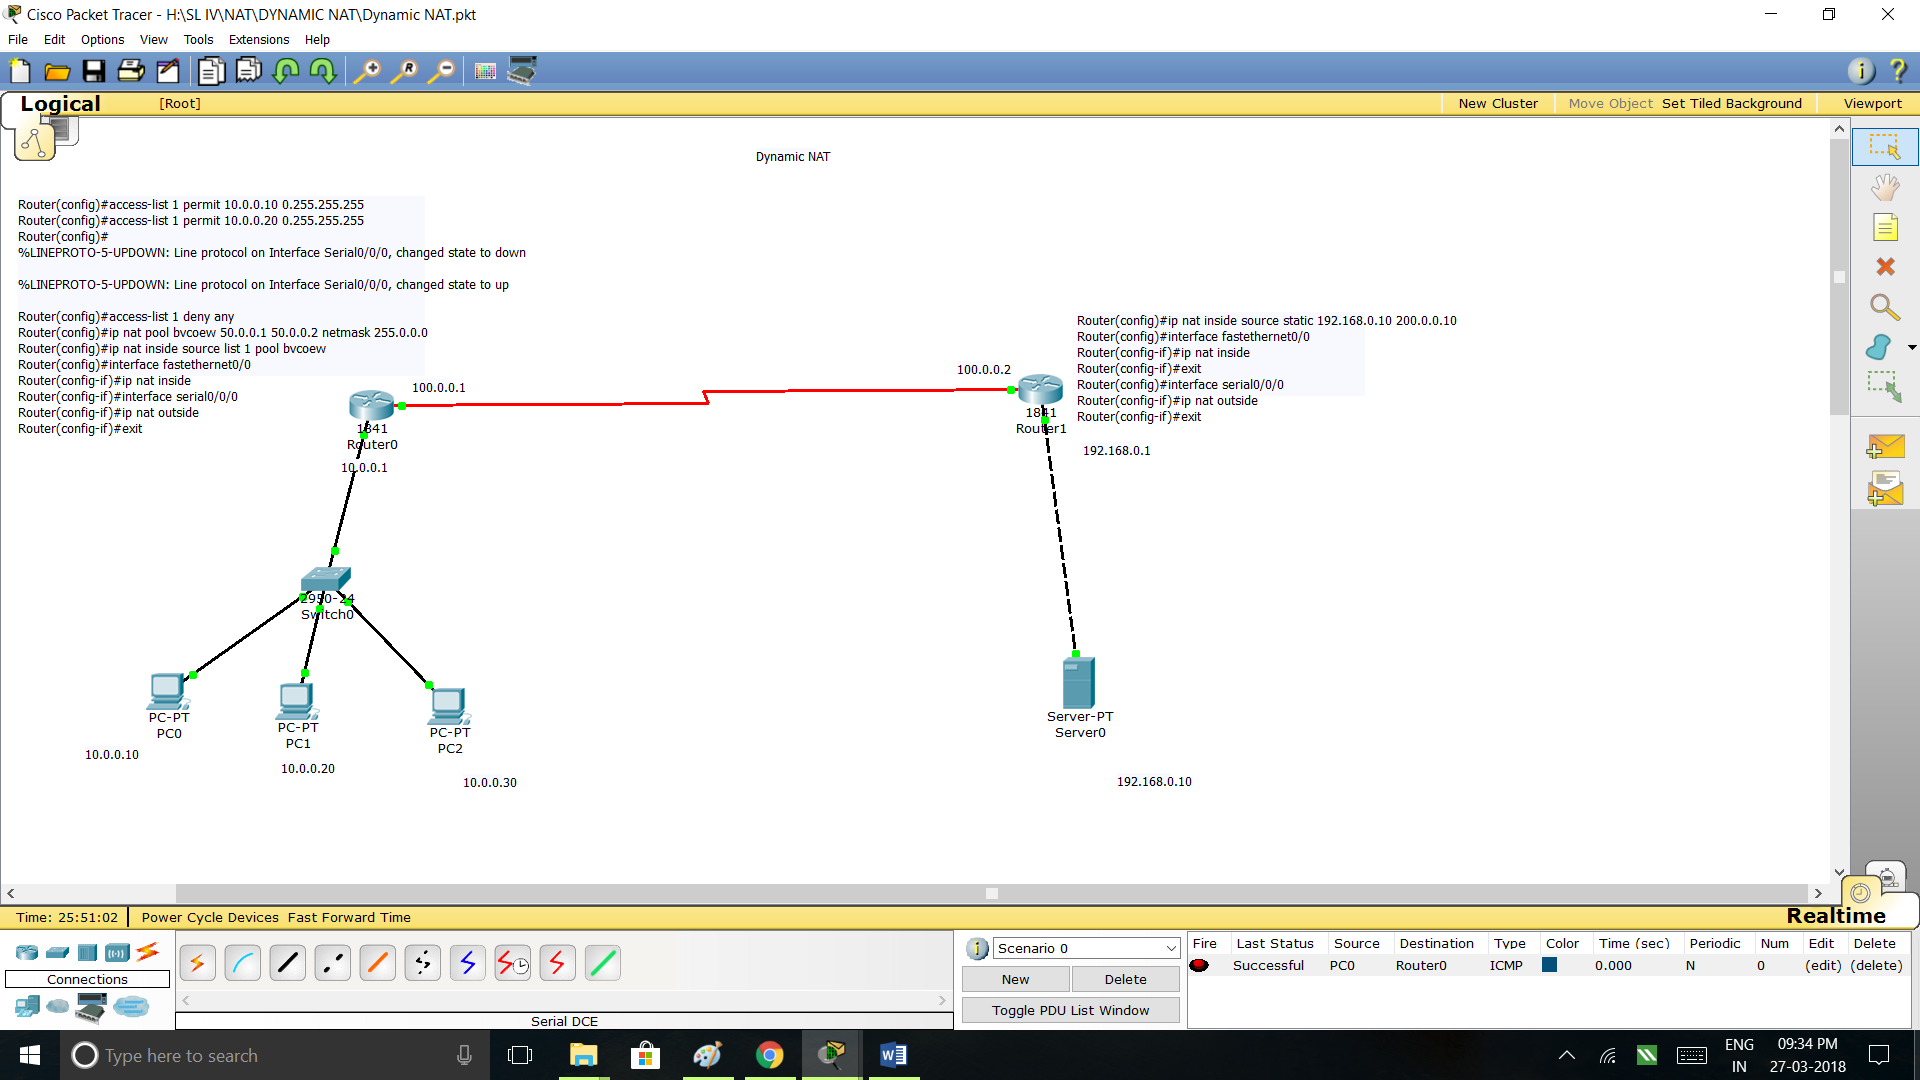 Cisco Packet Tracer - H:\SL IV\NAT\DYNAMIC NAT\Dynamic NAT.pkt
File Edit Options View Tools Extensions Help
Logical [Root] New Cluster Move Object Set Tiled Background Viewport
Dynamic NAT
Router(config)#access-list 1 permit 10.0.0.10 0.255.255.255
Router(config)#access-list 1 permit 10.0.0.20 0.255.255.255
Router(config)#
%LINEPROTO-5-UPDOWN: Line protocol on Interface Serial0/0/0, changed state to down
%LINEPROTO-5-UPDOWN: Line protocol on Interface Serial0/0/0, changed state to up
Router(config)#access-list 1 deny any
Router(config)#ip nat pool bvcoew 50.0.0.1 50.0.0.2 netmask 255.0.0.0
Router(config)#ip nat inside source list 1 pool bvcoew
Router(config)#interface fastethernet0/0
Router(config-if)#ip nat inside
Router(config-if)#interface serial0/0/0
Router(config-if)#ip nat outside
Router(config-if)#exit
100.0.0.1
1841
Router0
10.0.0.1
100.0.0.2
1841
Router1
Router(config)#ip nat inside source static 192.168.0.10 200.0.0.10
Router(config)#interface fastethernet0/0
Router(config-if)#ip nat inside
Router(config-if)#exit
Router(config)#interface serial0/0/0
Router(config-if)#ip nat outside
Router(config-if)#exit
192.168.0.1
2950-24
Switch0
PC-PT
PC0
10.0.0.10
PC-PT
PC1
10.0.0.20
PC-PT
PC2
10.0.0.30
Server-PT
Server0
192.168.0.10
Time: 25:51:02 Power Cycle Devices Fast Forward Time
Realtime
Connections
Serial DCE
Scenario 0
New Delete
Toggle PDU List Window
Fire Last Status Source Destination Type Color Time (sec) Periodic Num Edit Delete
Successful PC0 Router0 ICMP 0.000 N 0 (edit) (delete)
Type here to search
ENG
IN
09:34 PM
27-03-2018